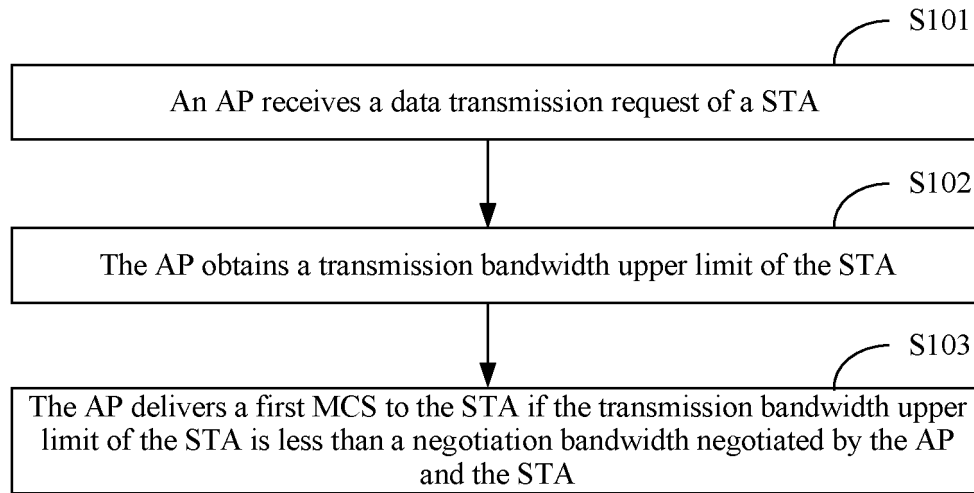 S101
An AP receives a data transmission request of a STA
S102
The AP obtains a transmission bandwidth upper limit of the STA
S103
The AP delivers a first MCS to the STA if the transmission bandwidth upper
limit of the STA is less than a negotiation bandwidth negotiated by the AP
and the STA